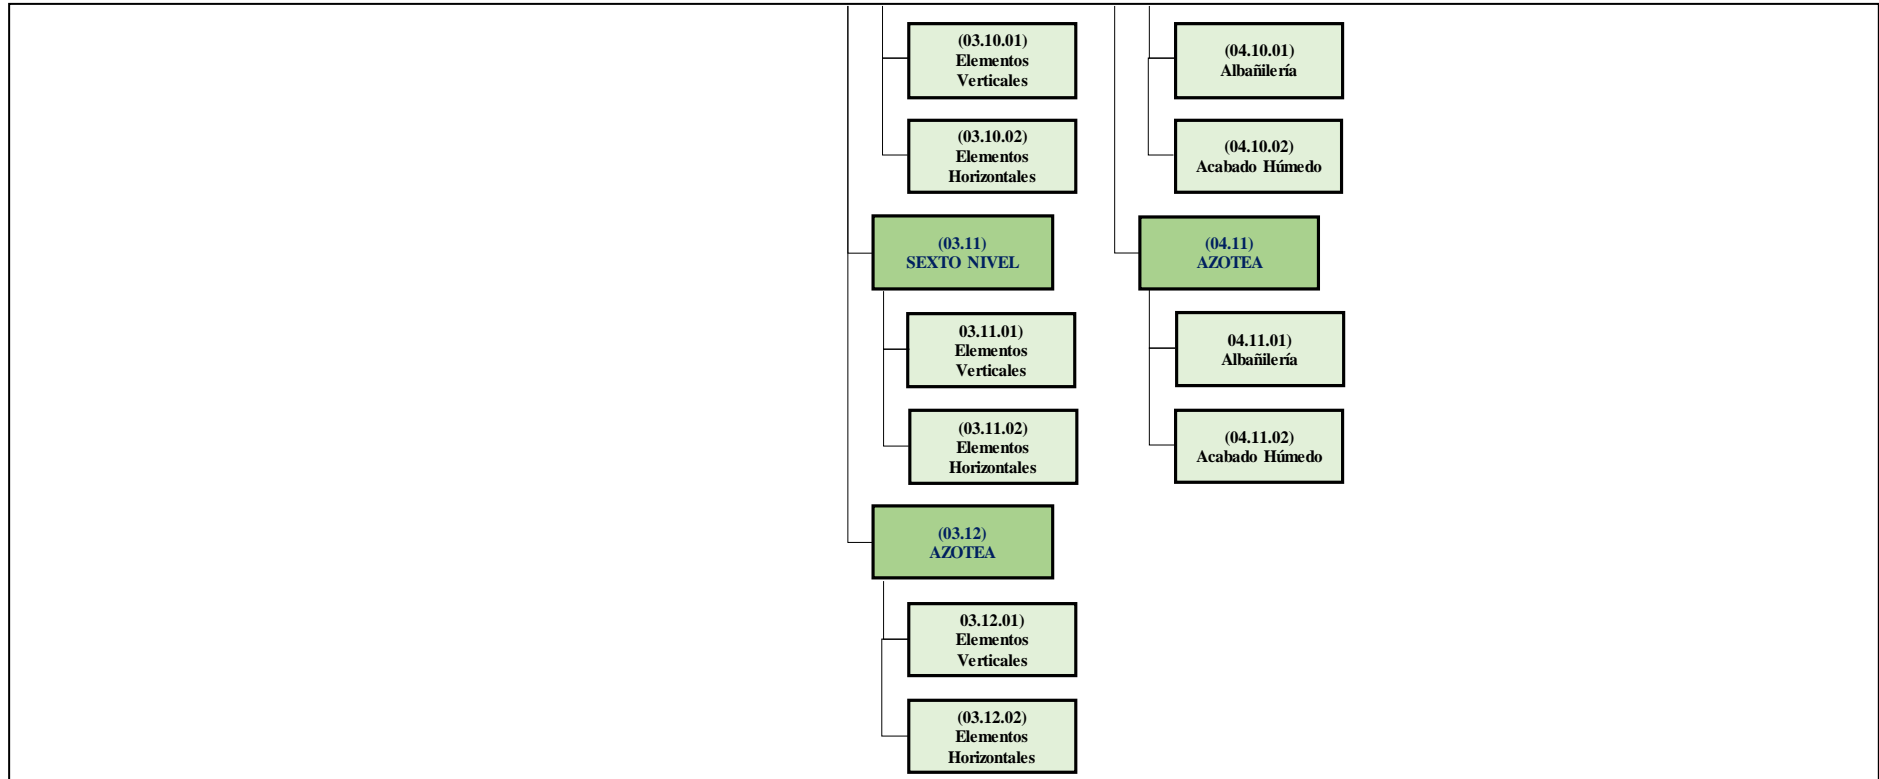 (03.10.01)
Elementos
Verticales
(03.10.02)
Elementos
Horizontales
(03.11)
SEXTO NIVEL
03.11.01)
Elementos
Verticales
(03.11.02)
Elementos
Horizontales
(03.12)
AZOTEA
03.12.01)
Elementos
Verticales
(03.12.02)
Elementos
Horizontales
(04.10.01)
Albañilería
(04.10.02)
Acabado Húmedo
(04.11)
AZOTEA
04.11.01)
Albañilería
(04.11.02)
Acabado Húmedo